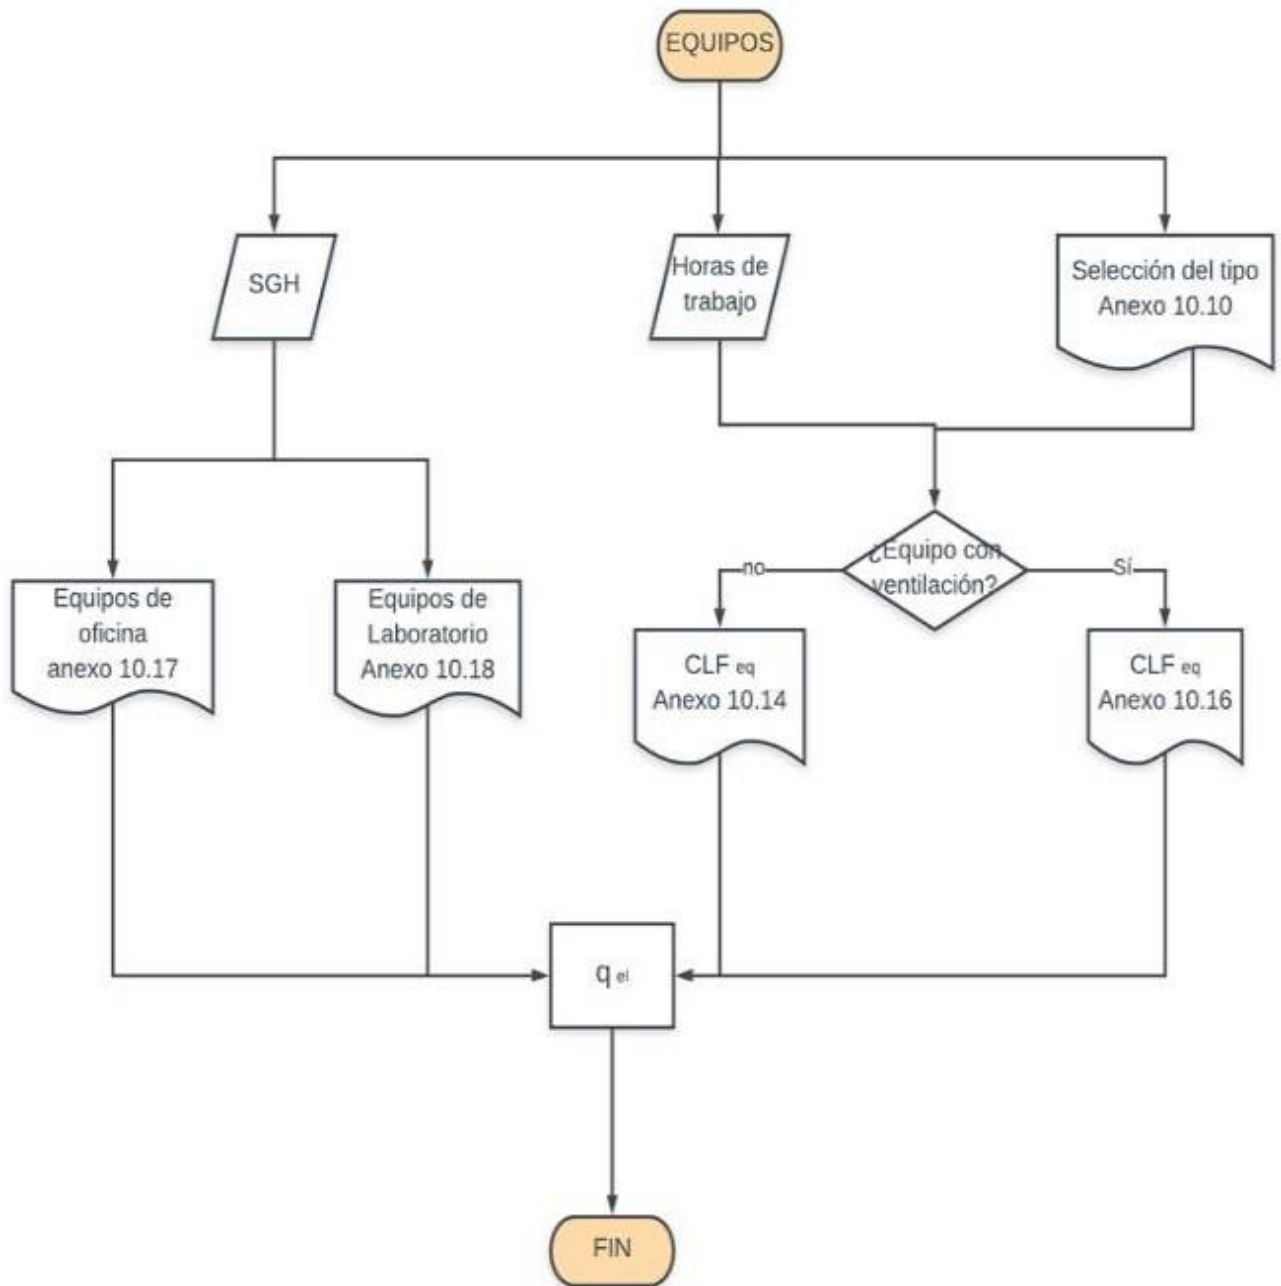 EQUIPOS
SGH
Horas de
trabajo
Selección del tipo
Anexo 10.10
¿Equipo con
ventilación?
no
Sí
Equipos de
oficina
anexo 10.17
Equipos de
Laboratorio
Anexo 10.18
CLF eq
Anexo 10.14
CLF eq
Anexo 10.16
q el
FIN